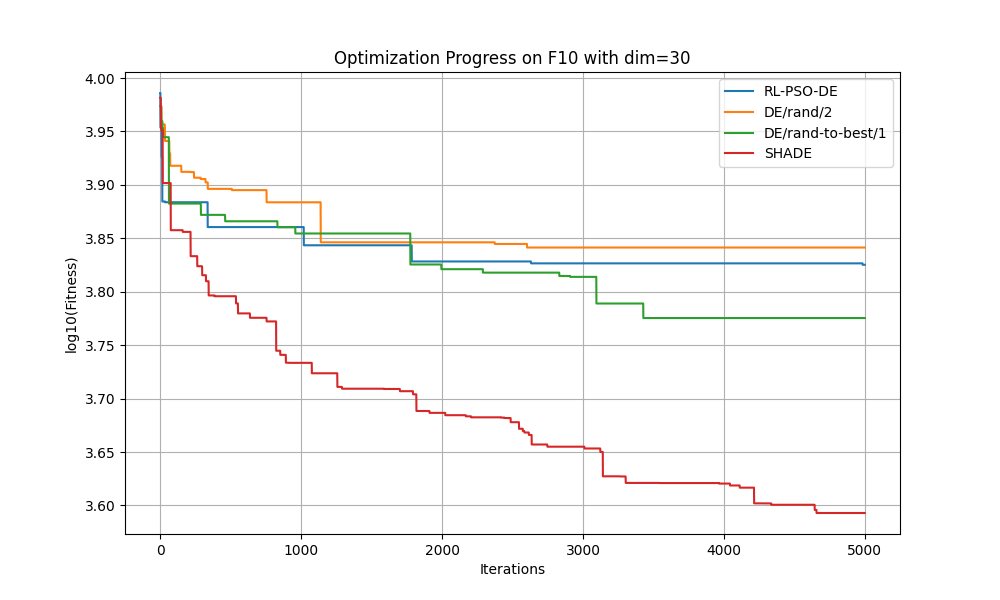 Optimization Progress on F10 with dim=30
RL-PSO-DE
DE/rand/2
DE/rand-to-best/1
SHADE
log10(Fitness)
4.00
3.95
3.90
3.85
3.80
3.75
3.70
3.65
3.60
0 1000 2000 3000 4000 5000
Iterations